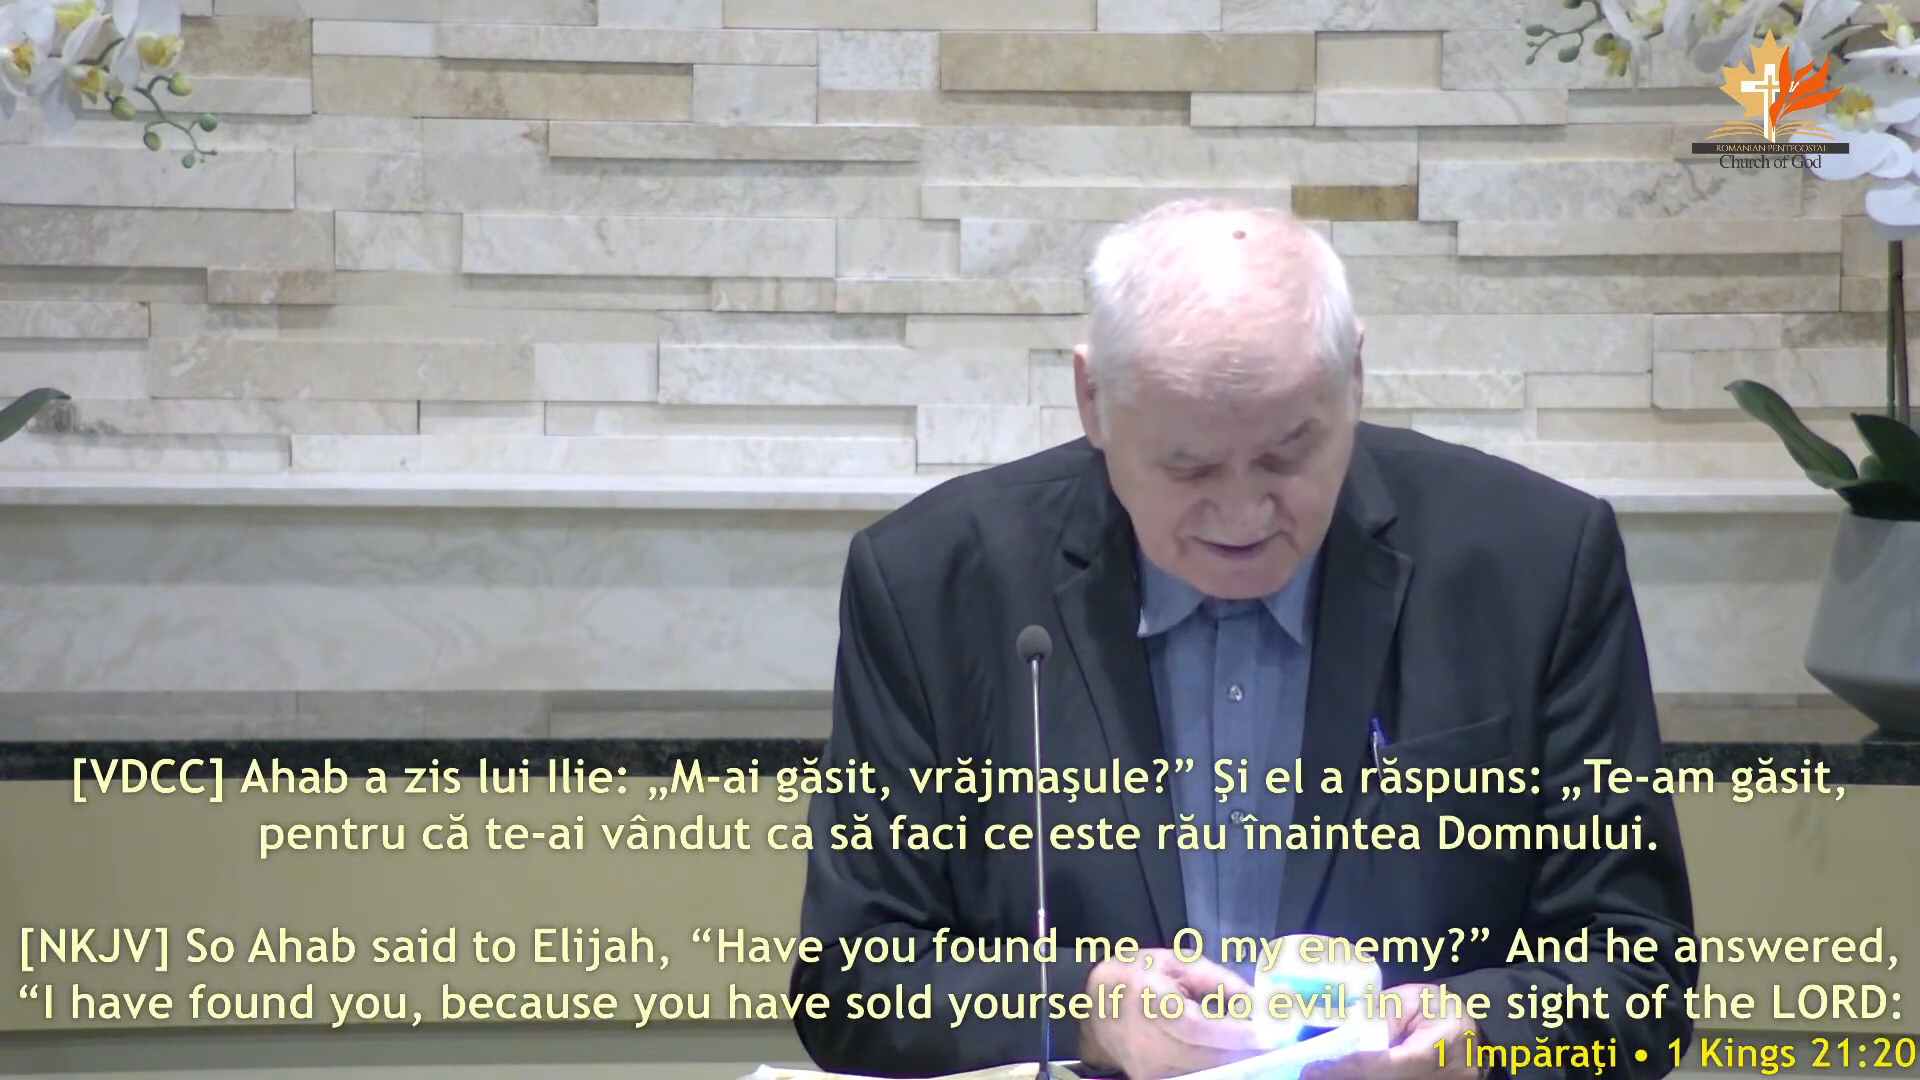 ROMANIAN PENTECOSTAL
Church of God
[VDCC] Ahab a zis lui Ilie: „M-ai găsit, vrăjmaşule?” Şi el a răspuns: „Te-am găsit,
pentru că te-ai vândut ca să faci ce este rău înaintea Domnului.
[NKJV] So Ahab said to Elijah, “Have you found me, O my enemy?” And he answered,
“I have found you, because you have sold yourself to do evil in the sight of the LORD:
1 Împăraţi • 1 Kings 21:20